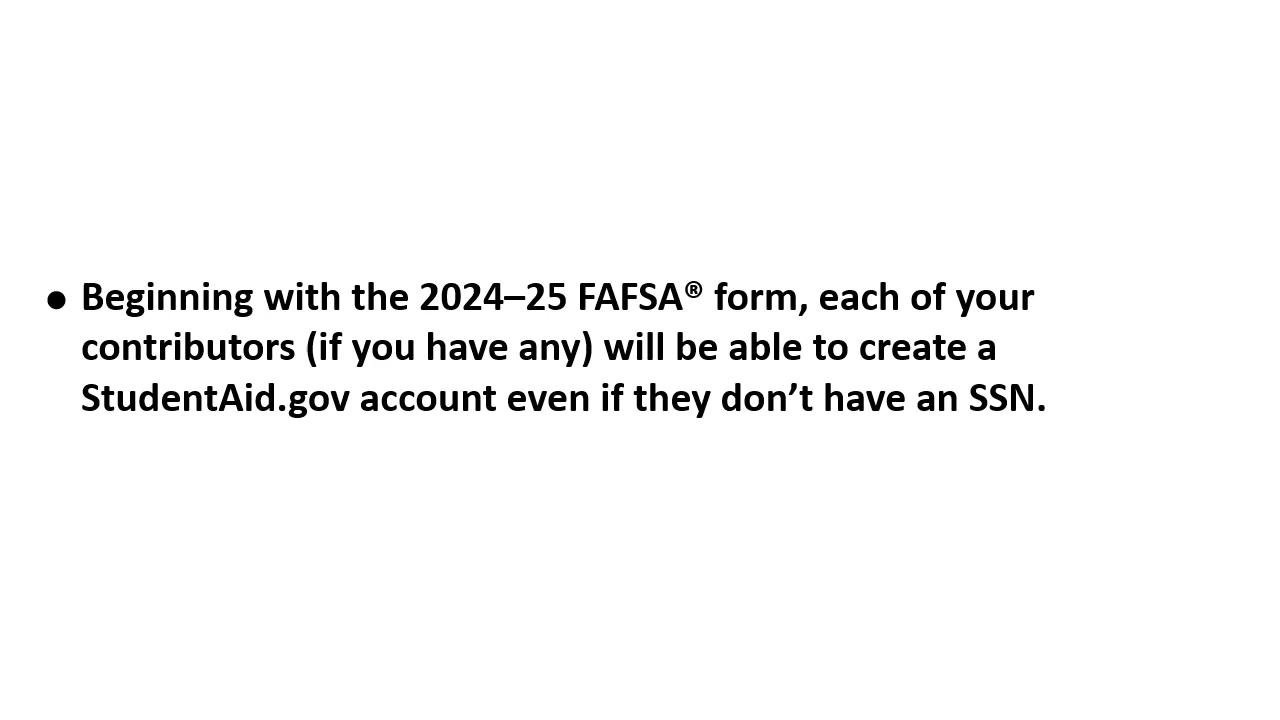 • Beginning with the 2024–25 FAFSA® form, each of your
contributors (if you have any) will be able to create a
StudentAid.gov account even if they don’t have an SSN.